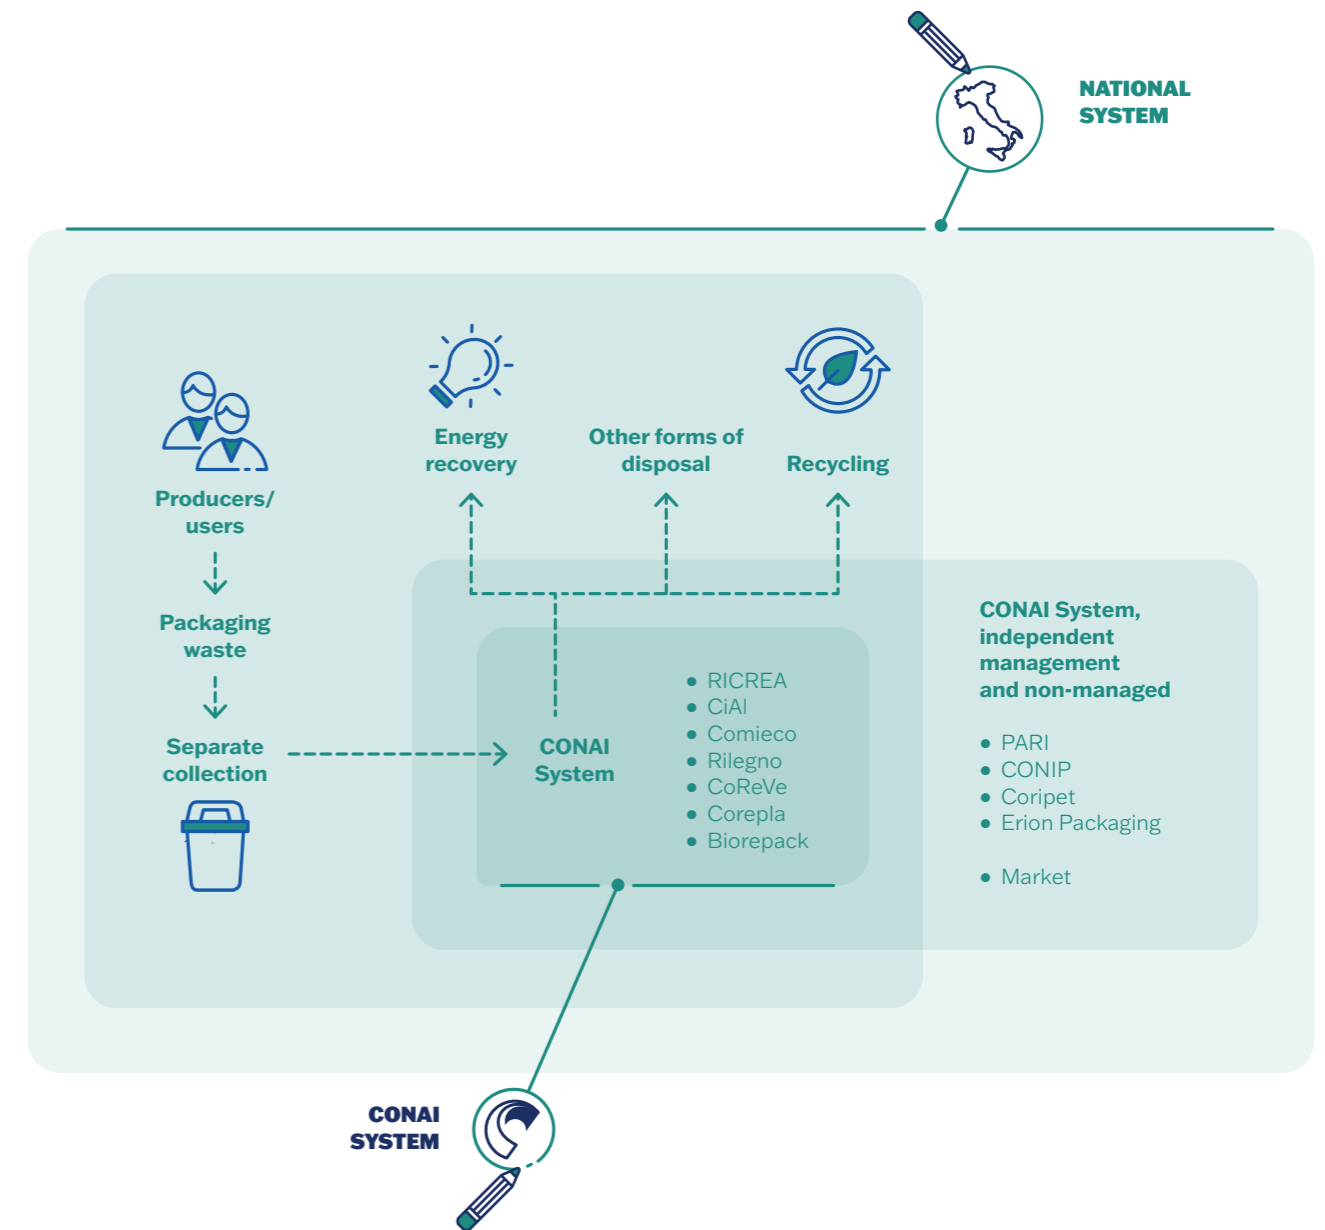 NATIONAL
SYSTEM
Producers/
users
Packaging
waste
Separate
collection
Energy
recovery
Other forms of
disposal
Recycling
CONAI
System
● RICREA
● CiAl
● Comieco
● Rilegno
● CoReVe
● Corepla
● Biorepack
CONAI System,
independent
management
and non-managed
● PARI
● CONIP
● Coripet
● Erion Packaging
● Market
CONAI
SYSTEM